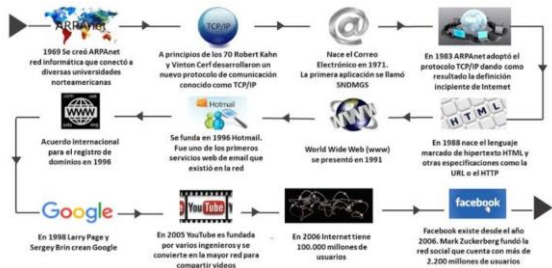 ARPANET
1969 Se creó ARPAnet
red informática que conectó a
diversas universidades
norteamericanas
TCP/IP
A principios de los 70 Robert Kahn
y Vinton Cerf desarrollaron un
nuevo protocolo de comunicación
conocido como TCP/IP
@
Nace el Correo
Electrónico en 1971.
La primera aplicación se llamó
SNDMGS
En 1983 ARPAnet adoptó el
protocolo TCP/IP dando como
resultado la definición
incipiente de Internet
HTML
En 1988 nace el lenguaje
marcado de hipertexto HTML y
otras especificaciones como la
URL o el HTTP
WWW
World Wide Web (www)
se presentó en 1991
Hotmail
Se funda en 1996 Hotmail.
Fue uno de los primeros
servicios web de email que
existió en la red
WWW
Acuerdo internacional
para el registro de
dominios en 1996
Google
En 1998 Larry Page y
Sergey Brin crean Google
You Tube
En 2005 YouTube es fundada
por varios ingenieros y se
convierte en la mayor red para
compartir videos
En 2006 Internet tiene
100.000 millones de
usuarios
facebook
Facebook existe desde el año
2006. Mark Zuckerberg fundó la
red social que cuenta con más de
2.200 millones de usuarios